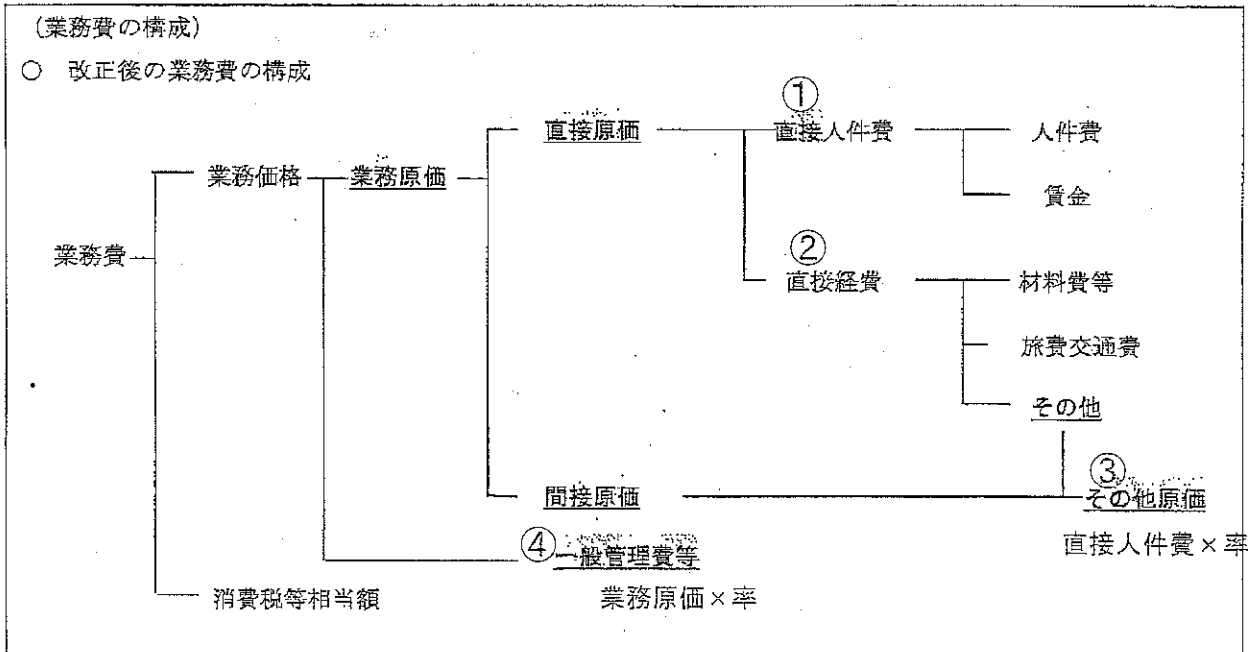 (業務費の構成)
○ 改正後の業務費の構成
①
直接原価 直接人件費 人件費
業務価格 業務原価
賃金
②
業務費
直接経費 材料費等
旅費交通費
その他
③
間接原価 その他原価
直接人件費×率
④
一般管理費等
消費税等相当額 業務原価×率